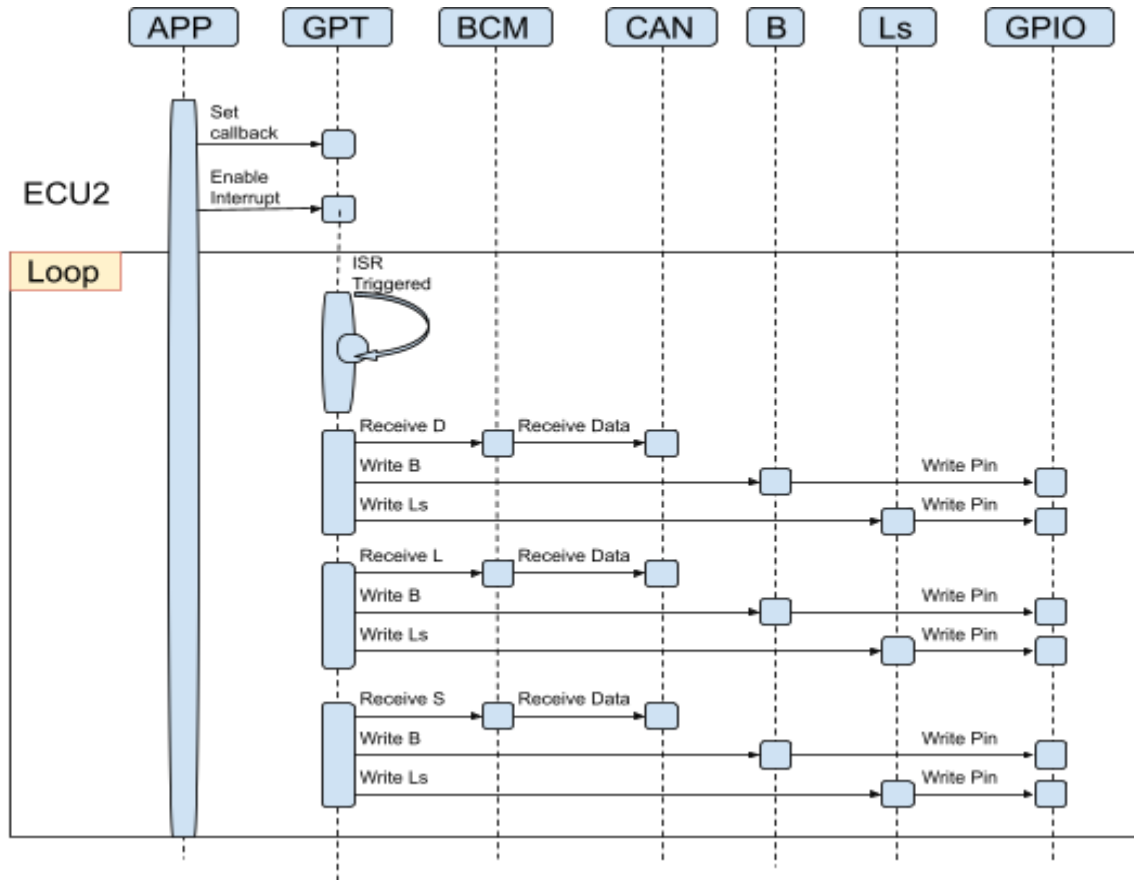 APP GPT BCM CAN B Ls GPIO
Set
callback
ECU2
Enable
Interrupt
Loop
ISR
Triggered
Receive D Receive Data
Write B Write Pin
Write Ls Write Pin
Receive L Receive Data
Write B Write Pin
Write Ls Write Pin
Receive S Receive Data
Write B Write Pin
Write Ls Write Pin